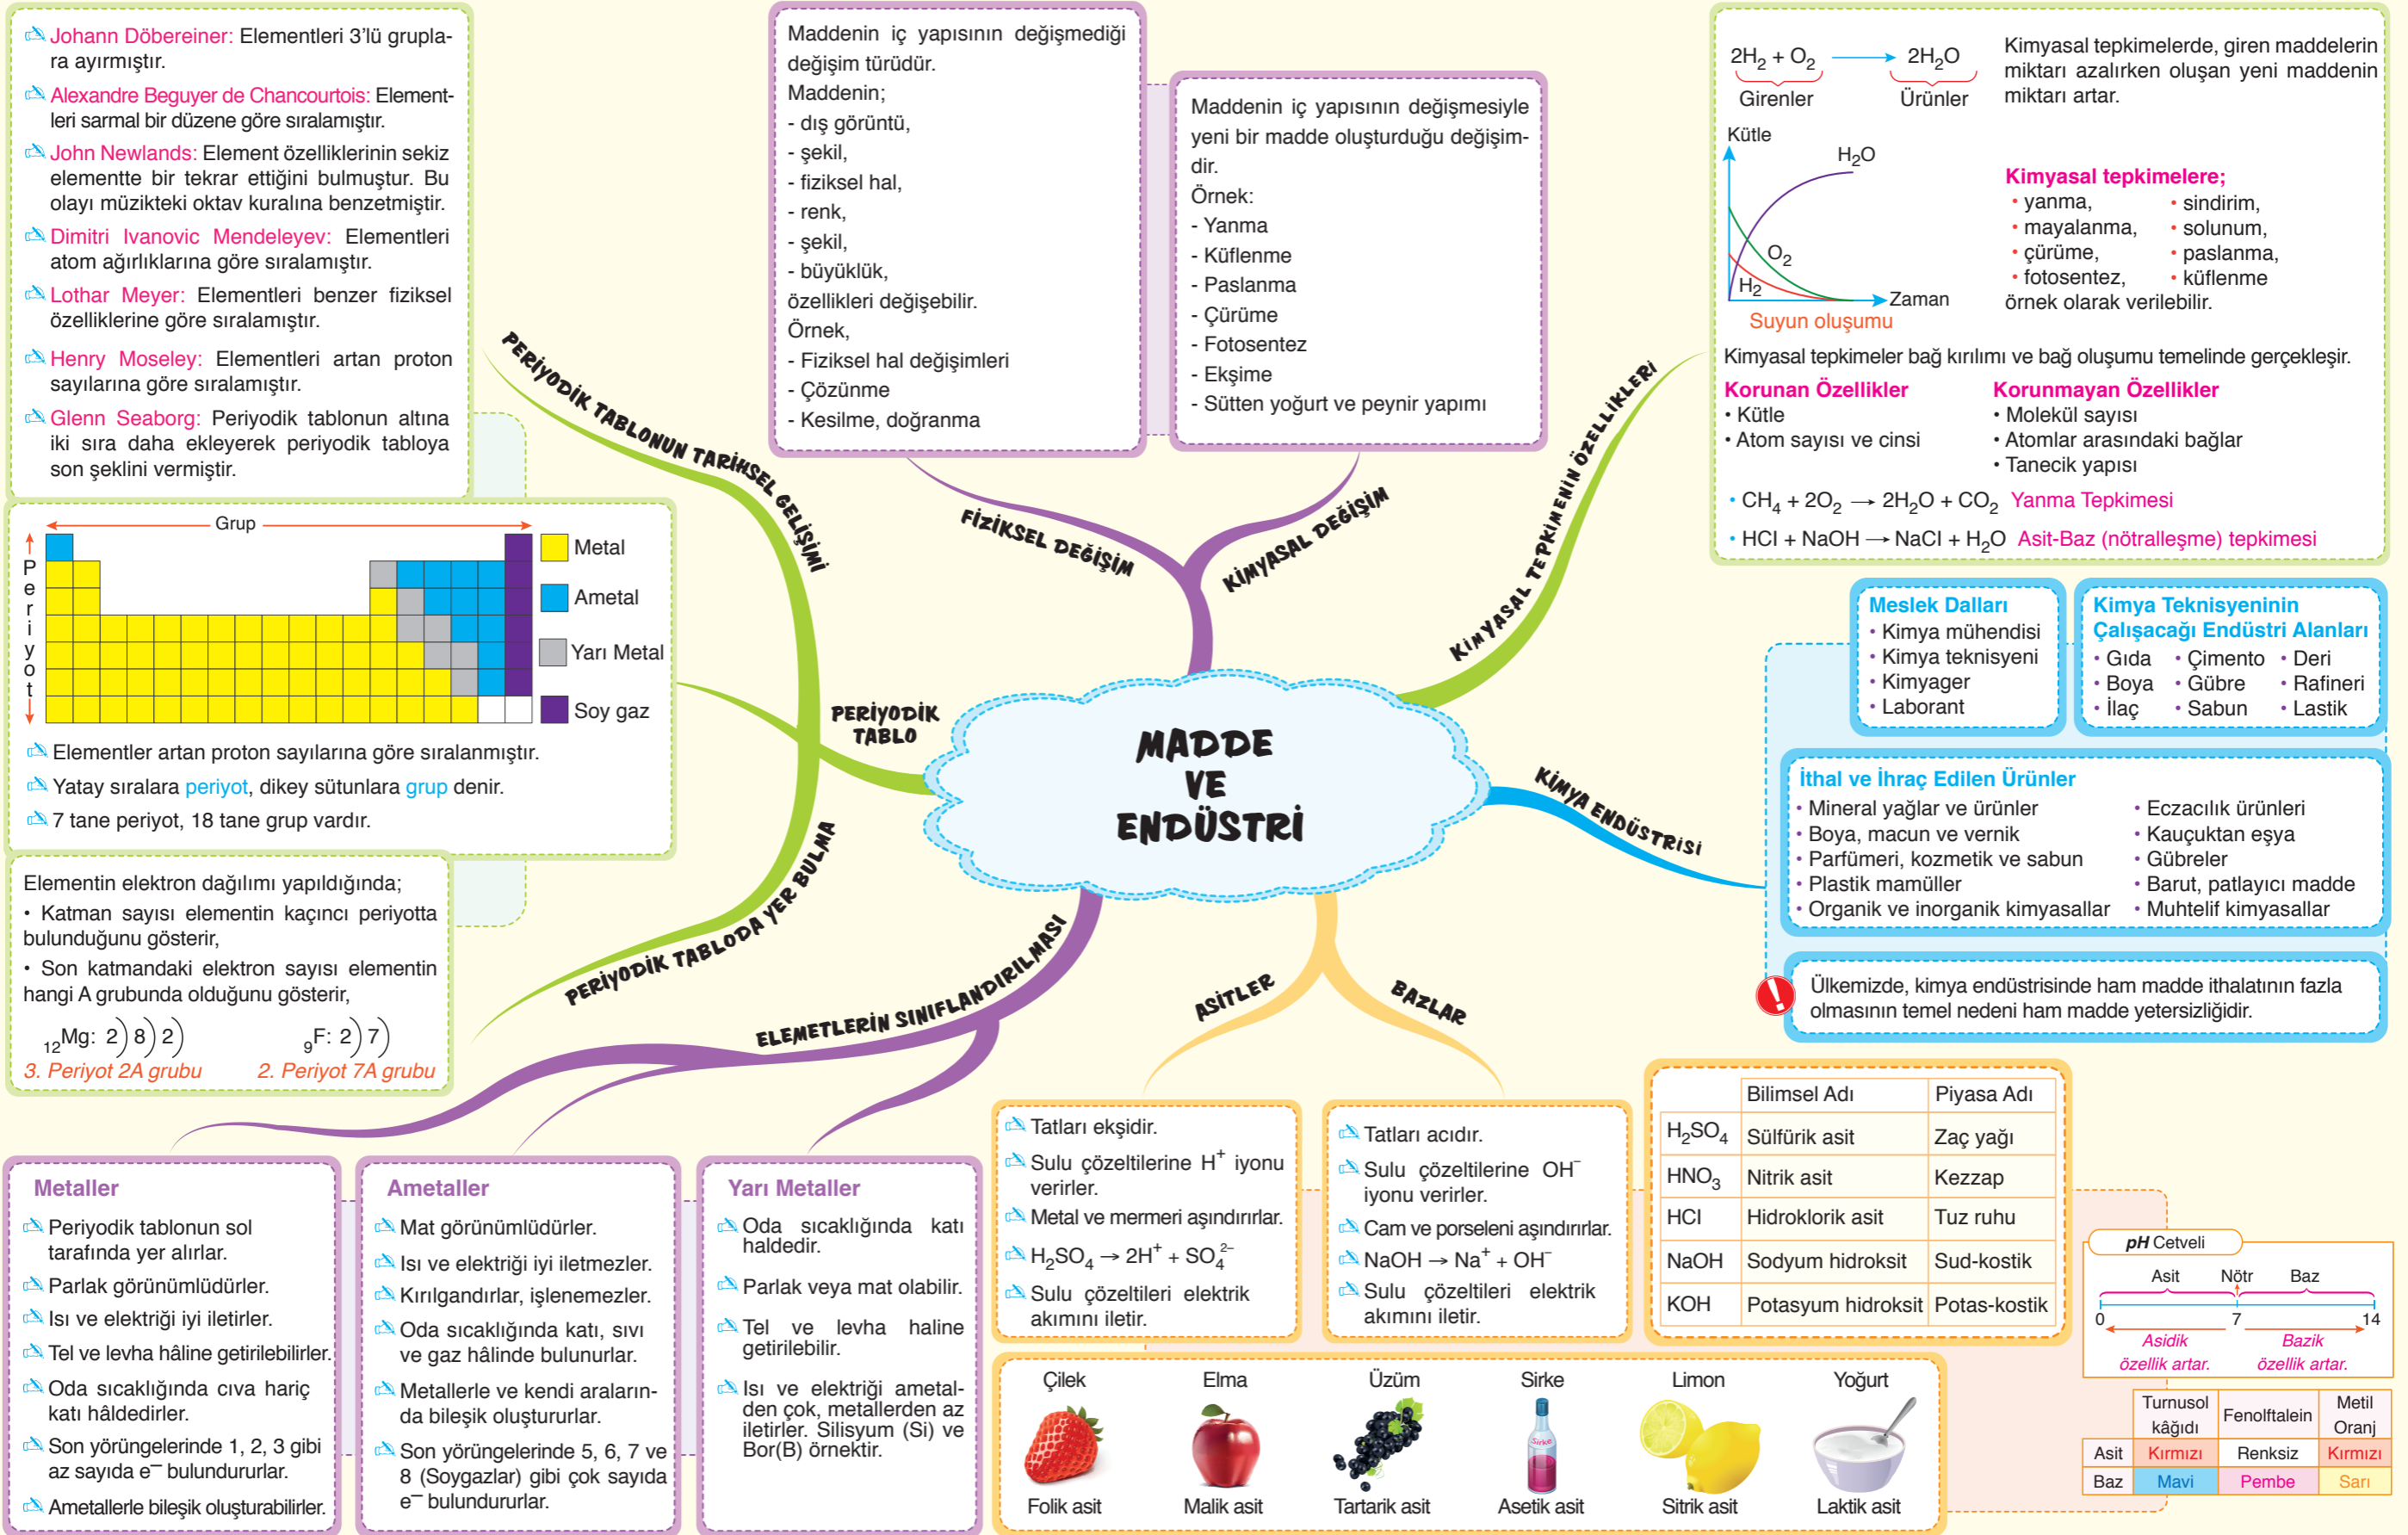 Johann Döbereiner: Elementleri 3'lü grupla-
ra ayırmıştır.
Alexandre Beguyer de Chancourtois: Element-
leri sarmal bir düzene göre sıralamıştır.
John Newlands: Element özelliklerinin sekiz
elementte bir tekrar ettiğini bulmuştur. Bu
olayı müzikteki oktav kuralına benzetmiştir.
Dimitri Ivanovic Mendeleyev: Elementleri
atom ağırlıklarına göre sıralamıştır.
Lothar Meyer: Elementleri benzer fiziksel
özelliklerine göre sıralamıştır.
Henry Moseley: Elementleri artan proton
sayılarına göre sıralamıştır.
Glenn Seaborg: Periyodik tablonun altına
iki sıra daha ekleyerek periyodik tabloya
son şeklini vermiştir.
PERİYODİK TABLONUN TARİHSEL GELİŞİMİ
Grup
Periyot
Metal
Ametal
Yarı Metal
Soy gaz
Elementler artan proton sayılarına göre sıralanmıştır.
Yatay sıralara periyot, dikey sütunlara grup denir.
7 tane periyot, 18 tane grup vardır.
PERİYODİK
TABLO
Elementin elektron dağılımı yapıldığında;
• Katman sayısı elementin kaçıncı periyotta
bulunduğunu gösterir,
• Son katmandaki elektron sayısı elementin
hangi A grubunda olduğunu gösterir,
₁₂Mg: 2) 8) 2) ₉F: 2) 7)
3. Periyot 2A grubu 2. Periyot 7A grubu
PERİYODİK TABLODA YER BULMA
Maddenin iç yapısının değişmediği
değişim türüdür.
Maddenin;
- dış görüntü,
- şekil,
- fiziksel hal,
- renk,
- şekil,
- büyüklük,
özellikleri değişebilir.
Örnek,
- Fiziksel hal değişimleri
- Çözünme
- Kesilme, doğranma
FİZİKSEL DEĞİŞİM
Maddenin iç yapısının değişmesiyle
yeni bir madde oluşturduğu değişim-
dir.
Örnek:
- Yanma
- Küflenme
- Paslanma
- Çürüme
- Fotosentez
- Ekşime
- Sütten yoğurt ve peynir yapımı
KİMYASAL DEĞİŞİM
2H₂ + O₂ → 2H₂O
Girenler Ürünler
Kimyasal tepkimelerde, giren maddelerin
miktarı azalırken oluşan yeni maddenin
miktarı artar.
Kütle
H₂O
O₂
H₂
Zaman
Suyun oluşumu
Kimyasal tepkimelere;
• yanma, • sindirim,
• mayalanma, • solunum,
• çürüme, • paslanma,
• fotosentez, • küflenme
örnek olarak verilebilir.
Kimyasal tepkimeler bağ kırılımı ve bağ oluşumu temelinde gerçekleşir.
Korunan Özellikler
• Kütle
• Atom sayısı ve cinsi
Korunmayan Özellikler
• Molekül sayısı
• Atomlar arasındaki bağlar
• Tanecik yapısı
• CH₄ + 2O₂ → 2H₂O + CO₂ Yanma Tepkimesi
• HCI + NaOH → NaCI + H₂O Asit-Baz (nötralleşme) tepkimesi
KİMYASAL TEPKİMENİN ÖZELLİKLERİ
MADDE
VE
ENDÜSTRİ
KİMYA ENDÜSTRİSİ
Meslek Dalları
• Kimya mühendisi
• Kimya teknisyeni
• Kimyager
• Laborant
Kimya Teknisyeninin
Çalışacağı Endüstri Alanları
• Gıda • Çimento • Deri
• Boya • Gübre • Rafineri
• İlaç • Sabun • Lastik
İthal ve İhraç Edilen Ürünler
• Mineral yağlar ve ürünler • Eczacılık ürünleri
• Boya, macun ve vernik • Kauçuktan eşya
• Parfümeri, kozmetik ve sabun • Gübreler
• Plastik mamüller • Barut, patlayıcı madde
• Organik ve inorganik kimyasallar • Muhtelif kimyasallar
!
Ülkemizde, kimya endüstrisinde ham madde ithalatının fazla
olmasının temel nedeni ham madde yetersizliğidir.
ELEMETLERİN SINIFLANDIRILMASI
Metaller
Periyodik tablonun sol
tarafında yer alırlar.
Parlak görünümlüdürler.
Isı ve elektriği iyi iletirler.
Tel ve levha hâline getirilebilirler.
Oda sıcaklığında cıva hariç
katı hâldedirler.
Son yörüngelerinde 1, 2, 3 gibi
az sayıda e⁻ bulundururlar.
Ametallerle bileşik oluşturabilirler.
Ametaller
Mat görünümlüdürler.
Isı ve elektriği iyi iletmezler.
Kırılgandırlar, işlenemezler.
Oda sıcaklığında katı, sıvı
ve gaz hâlinde bulunurlar.
Metallerle ve kendi araların-
da bileşik oluştururlar.
Son yörüngelerinde 5, 6, 7 ve
8 (Soygazlar) gibi çok sayıda
e⁻ bulundururlar.
Yarı Metaller
Oda sıcaklığında katı
haldedir.
Parlak veya mat olabilir.
Tel ve levha haline
getirilebilir.
Isı ve elektriği ametal-
den çok, metallerden az
iletirler. Silisyum (Si) ve
Bor(B) örnektir.
ASİTLER
Tatları ekşidir.
Sulu çözeltilerine H⁺ iyonu
verirler.
Metal ve mermeri aşındırırlar.
H₂SO₄ → 2H⁺ + SO₄²⁻
Sulu çözeltileri elektrik
akımını iletir.
BAZLAR
Tatları acıdır.
Sulu çözeltilerine OH⁻
iyonu verirler.
Cam ve porseleni aşındırırlar.
NaOH → Na⁺ + OH⁻
Sulu çözeltileri elektrik
akımını iletir.
Bilimsel Adı Piyasa Adı
H₂SO₄ Sülfürik asit Zaç yağı
HNO₃ Nitrik asit Kezzap
HCI Hidroklorik asit Tuz ruhu
NaOH Sodyum hidroksit Sud-kostik
KOH Potasyum hidroksit Potas-kostik
Çilek Elma Üzüm Sirke Limon Yoğurt
Sirke
Folik asit Malik asit Tartarik asit Asetik asit Sitrik asit Laktik asit
pH Cetveli
Asit Nötr Baz
0 7 14
Asidik Bazik
özellik artar. özellik artar.
Turnusol
kâğıdı
Fenolftalein
Metil
Oranj
Asit Kırmızı Renksiz Kırmızı
Baz Mavi Pembe Sarı